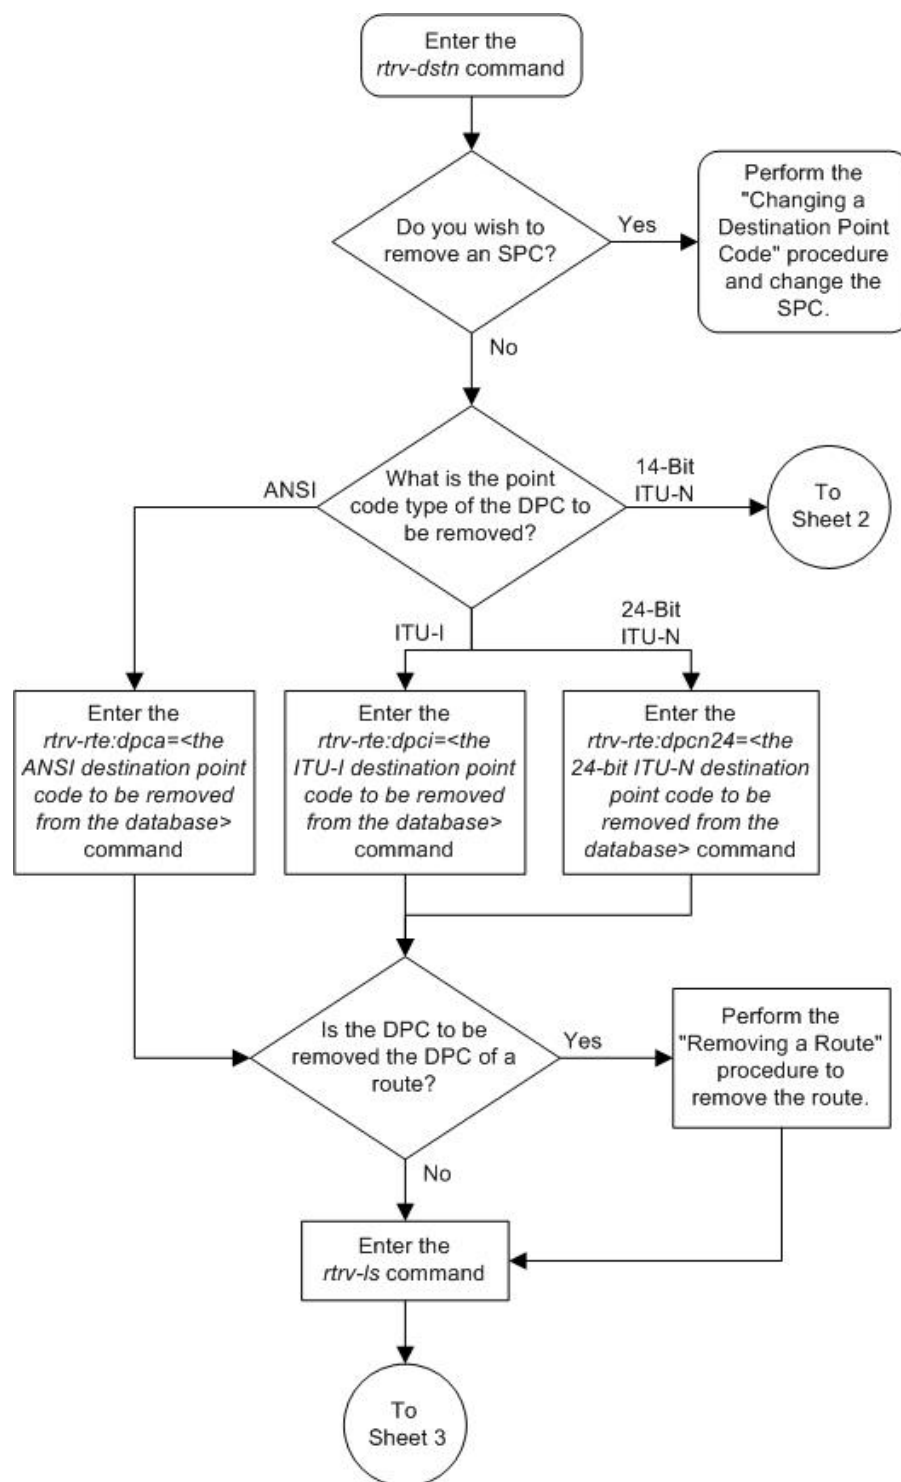 Enter the
rtrv-dstn command
Do you wish to
remove an SPC?
Yes
Perform the
"Changing a
Destination Point
Code" procedure
and change the
SPC.
No
What is the point
code type of the DPC to
be removed?
ANSI
14-Bit
ITU-N
To
Sheet 2
ITU-I
24-Bit
ITU-N
Enter the
rtrv-rte:dpca=<the
ANSI destination point
code to be removed
from the database>
command
Enter the
rtrv-rte:dpci=<the
ITU-I destination point
code to be removed
from the database>
command
Enter the
rtrv-rte:dpcn24=<the
24-bit ITU-N destination
point code to be
removed from the
database> command
Is the DPC to be
removed the DPC of a
route?
Yes
Perform the
"Removing a Route"
procedure to
remove the route.
No
Enter the
rtrv-ls command
To
Sheet 3